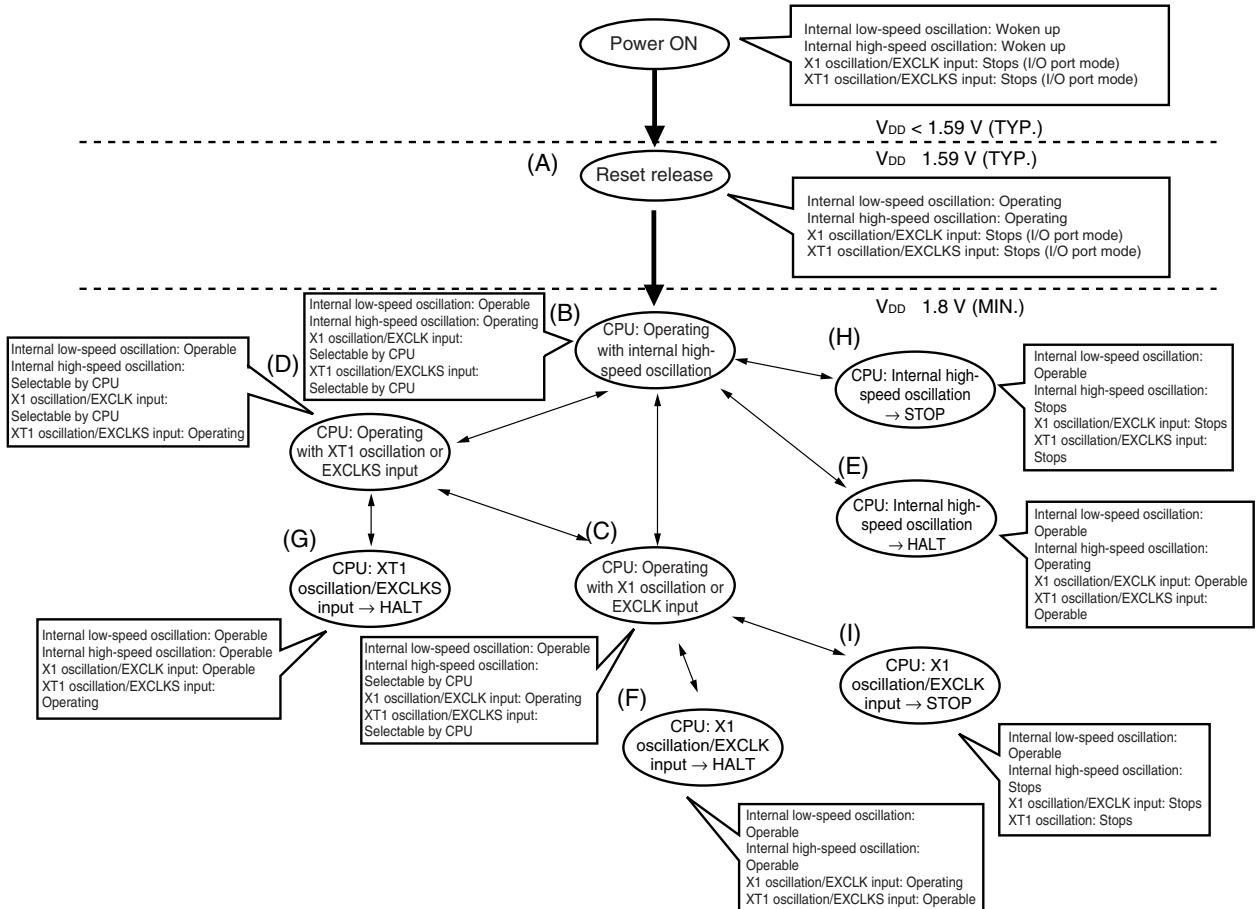 Power ON
Internal low-speed oscillation: Woken up
Internal high-speed oscillation: Woken up
X1 oscillation/EXCLK input: Stops (I/O port mode)
XT1 oscillation/EXCLKS input: Stops (I/O port mode)
VDD < 1.59 V (TYP.)
VDD 1.59 V (TYP.)
(A)
Reset release
Internal low-speed oscillation: Operating
Internal high-speed oscillation: Operating
X1 oscillation/EXCLK input: Stops (I/O port mode)
XT1 oscillation/EXCLKS input: Stops (I/O port mode)
VDD 1.8 V (MIN.)
Internal low-speed oscillation: Operable
Internal high-speed oscillation: Operating
X1 oscillation/EXCLK input:
Selectable by CPU
XT1 oscillation/EXCLKS input:
Selectable by CPU
(B)
CPU: Operating
with internal high-
speed oscillation
(H)
CPU: Internal high-
speed oscillation
→ STOP
Internal low-speed oscillation:
Operable
Internal high-speed oscillation:
Stops
X1 oscillation/EXCLK input: Stops
XT1 oscillation/EXCLKS input:
Stops
Internal low-speed oscillation: Operable
Internal high-speed oscillation:
Selectable by CPU
X1 oscillation/EXCLK input:
Selectable by CPU
XT1 oscillation/EXCLKS input: Operating
(D)
CPU: Operating
with XT1 oscillation or
EXCLKS input
(E)
CPU: Internal high-
speed oscillation
→ HALT
Internal low-speed oscillation:
Operable
Internal high-speed oscillation:
Operating
X1 oscillation/EXCLK input: Operable
XT1 oscillation/EXCLKS input:
Operable
(G)
CPU: XT1
oscillation/EXCLKS
input → HALT
Internal low-speed oscillation: Operable
Internal high-speed oscillation: Operable
X1 oscillation/EXCLK input: Operable
XT1 oscillation/EXCLKS input:
Operating
(C)
CPU: Operating
with X1 oscillation or
EXCLK input
Internal low-speed oscillation: Operable
Internal high-speed oscillation:
Selectable by CPU
X1 oscillation/EXCLK input: Operating
XT1 oscillation/EXCLKS input:
Selectable by CPU
(I)
CPU: X1
oscillation/EXCLK
input → STOP
Internal low-speed oscillation:
Operable
Internal high-speed oscillation:
Stops
X1 oscillation/EXCLK input: Stops
XT1 oscillation: Stops
(F)
CPU: X1
oscillation/EXCLK
input → HALT
Internal low-speed oscillation:
Operable
Internal high-speed oscillation:
Operable
X1 oscillation/EXCLK input: Operating
XT1 oscillation/EXCLKS input: Operable